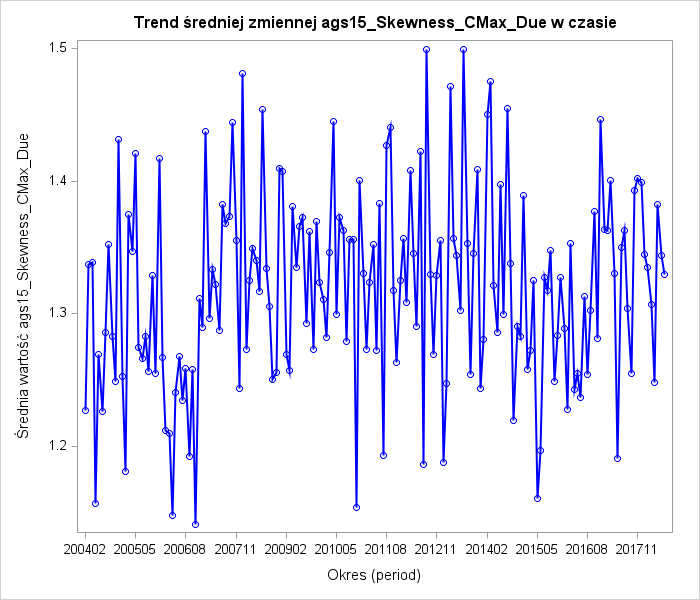 Trend średniej zmiennej ags15_Skewness_CMax_Due w czasie
Średnia wartość ags15_Skewness_CMax_Due
1.5
1.4
1.3
1.2
200402 200505 200608 200711 200902 201005 201108 201211 201402 201505 201608 201711
Okres (period)